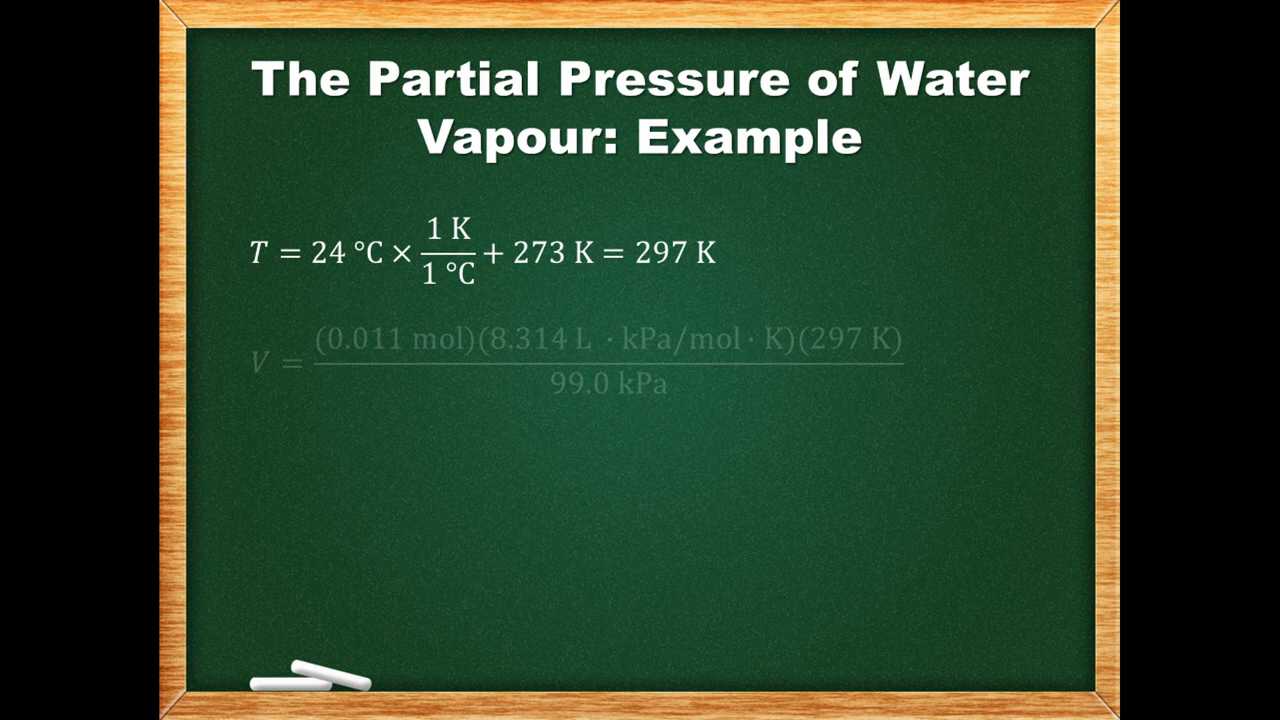 The Partial Pressure of Water
Vapour: Example
T = 24 °C × 1 K / 1 °C + 273 K = 297 K
V = (0.011 mol)(8.314 L · kPa/mol · K)(297 K) / 99.0 kPa